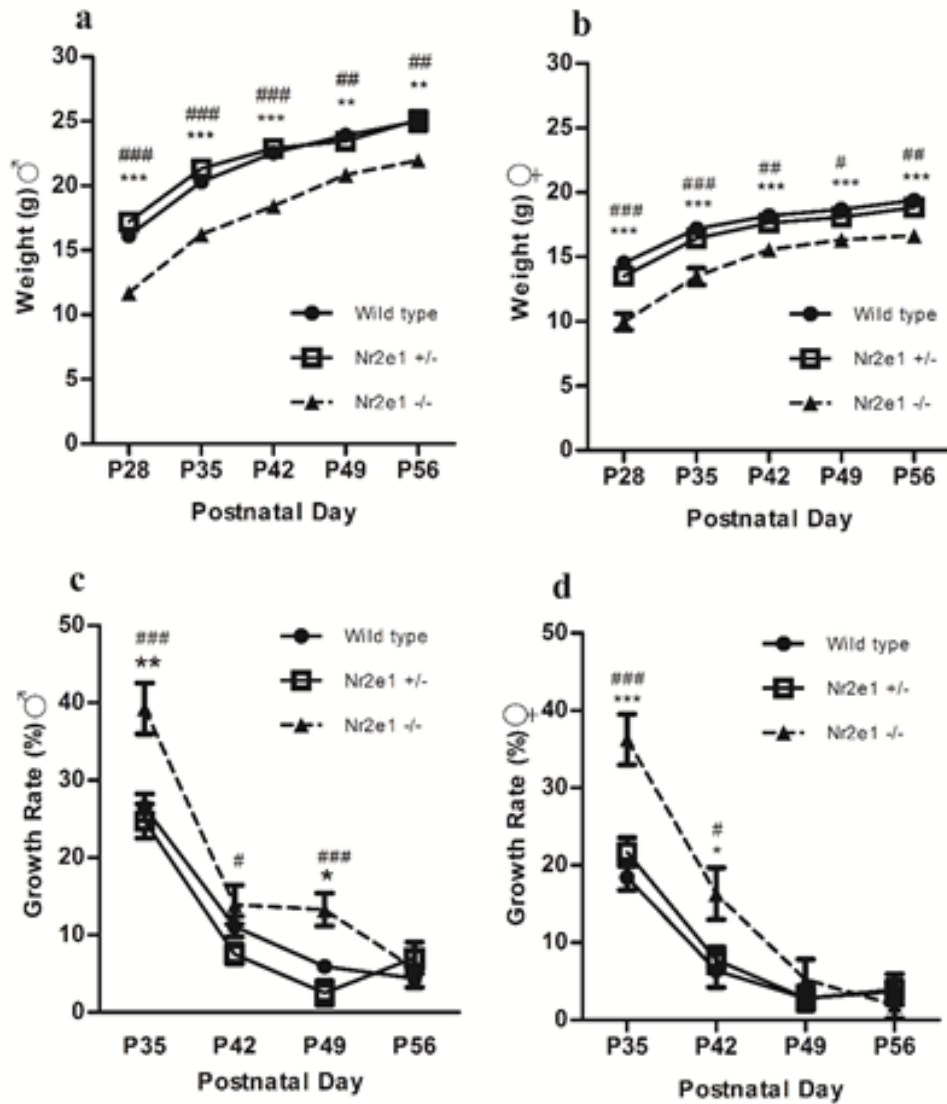 a
Weight (g) ♂
30
25
20
15
10
5
0
###
***
###
***
###
***
##
**
##
**
Wild type
Nr2e1 +/-
Nr2e1 -/-
P28 P35 P42 P49 P56
Postnatal Day
b
Weight (g) ♀
30
25
20
15
10
5
0
###
***
###
***
##
***
#
***
##
***
Wild type
Nr2e1 +/-
Nr2e1 -/-
P28 P35 P42 P49 P56
Postnatal Day
c
Growth Rate (%) ♂
50
40
30
20
10
0
###
**
#
###
*
Wild type
Nr2e1 +/-
Nr2e1 -/-
P35 P42 P49 P56
Postnatal Day
d
Growth Rate (%) ♀
50
40
30
20
10
0
###
***
#
*
Wild type
Nr2e1 +/-
Nr2e1 -/-
P35 P42 P49 P56
Postnatal Day